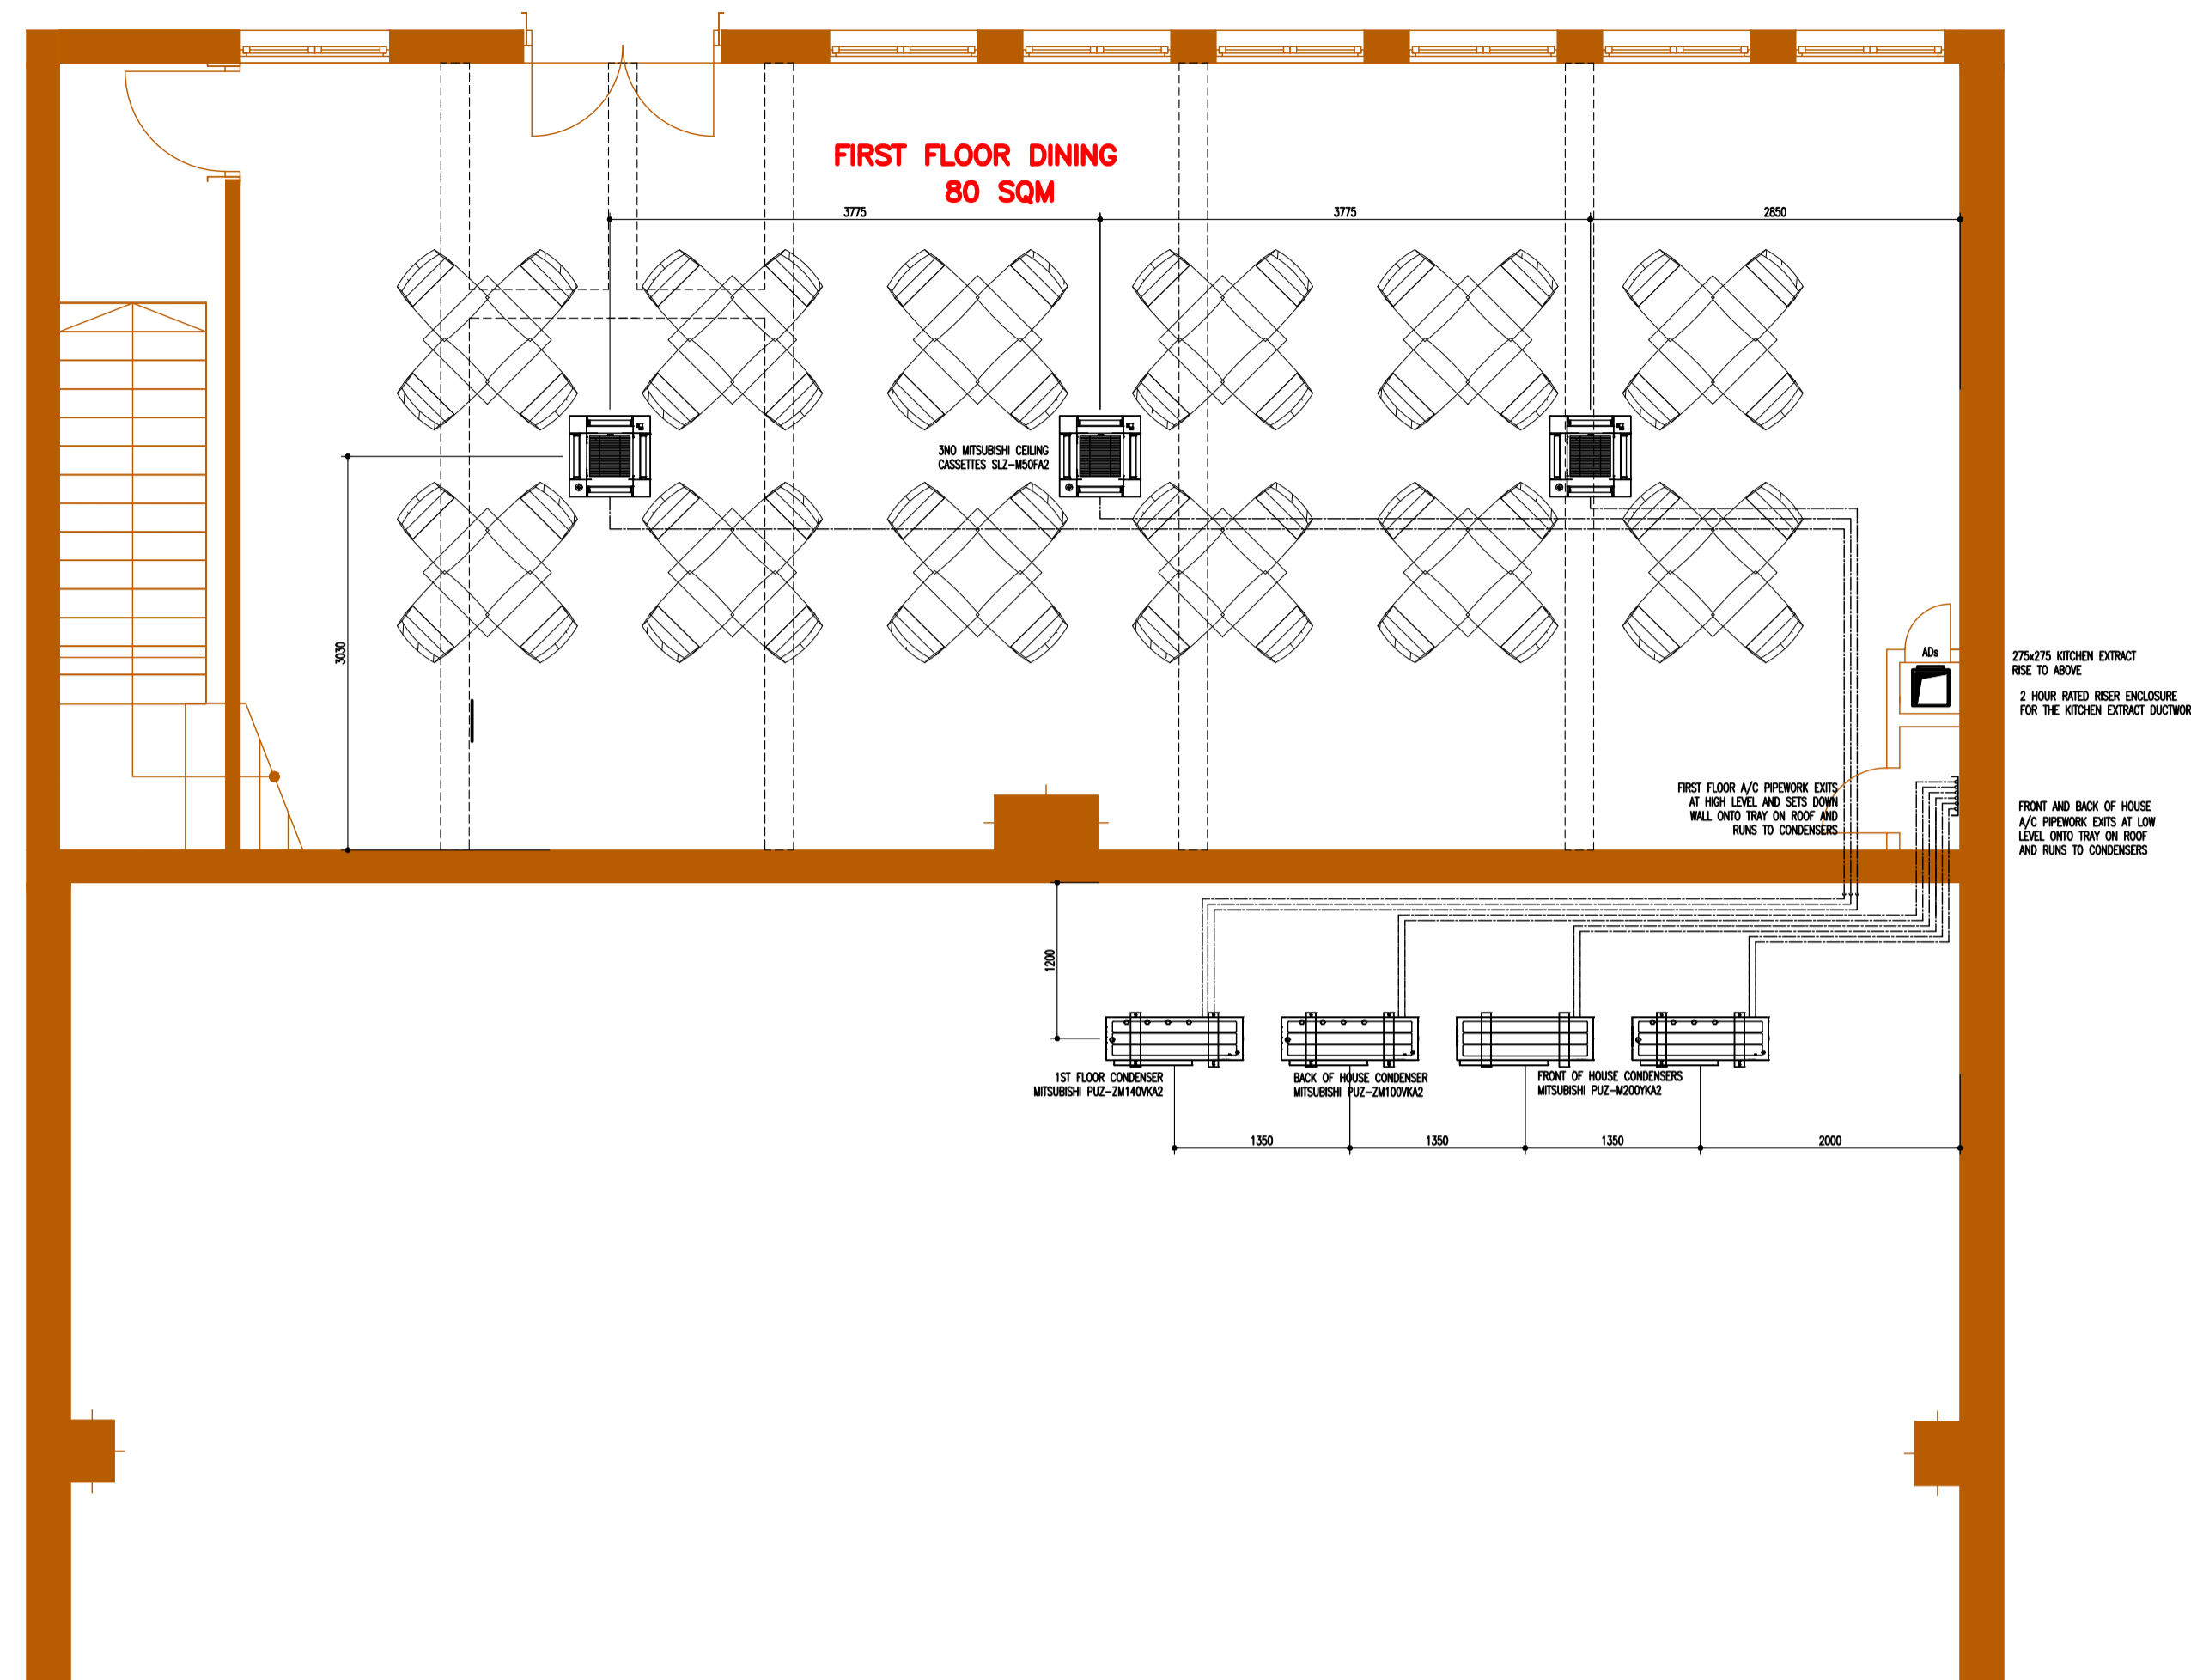 FIRST FLOOR DINING
80 SQM
3775
3775
2850
3NO MITSUBISHI CEILING
CASSETTES SLZ-M50FA2
3030
ADs
275x275 KITCHEN EXTRACT
RISE TO ABOVE
2 HOUR RATED RISER ENCLOSURE
FOR THE KITCHEN EXTRACT DUCTWOR
FIRST FLOOR A/C PIPEWORK EXITS
AT HIGH LEVEL AND SETS DOWN
WALL ONTO TRAY ON ROOF AND
RUNS TO CONDENSERS
FRONT AND BACK OF HOUSE
A/C PIPEWORK EXITS AT LOW
LEVEL ONTO TRAY ON ROOF
AND RUNS TO CONDENSERS
1200
1ST FLOOR CONDENSER
MITSUBISHI PUZ-ZM140VKA2
BACK OF HOUSE CONDENSER
MITSUBISHI PUZ-ZM100VKA2
FRONT OF HOUSE CONDENSERS
MITSUBISHI PUZ-M200YKA2
1350
1350
1350
2000